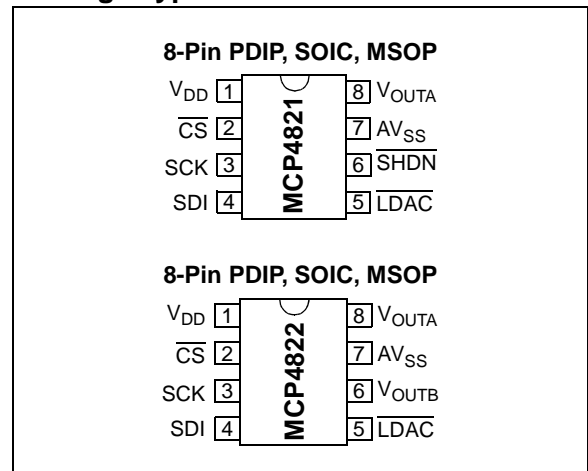 8-Pin PDIP, SOIC, MSOP
VDD 1 8 VOUTA
CS 2 7 AVSS
SCK 3 6 SHDN
SDI 4 5 LDAC
MCP4821
8-Pin PDIP, SOIC, MSOP
VDD 1 8 VOUTA
CS 2 7 AVSS
SCK 3 6 VOUTB
SDI 4 5 LDAC
MCP4822